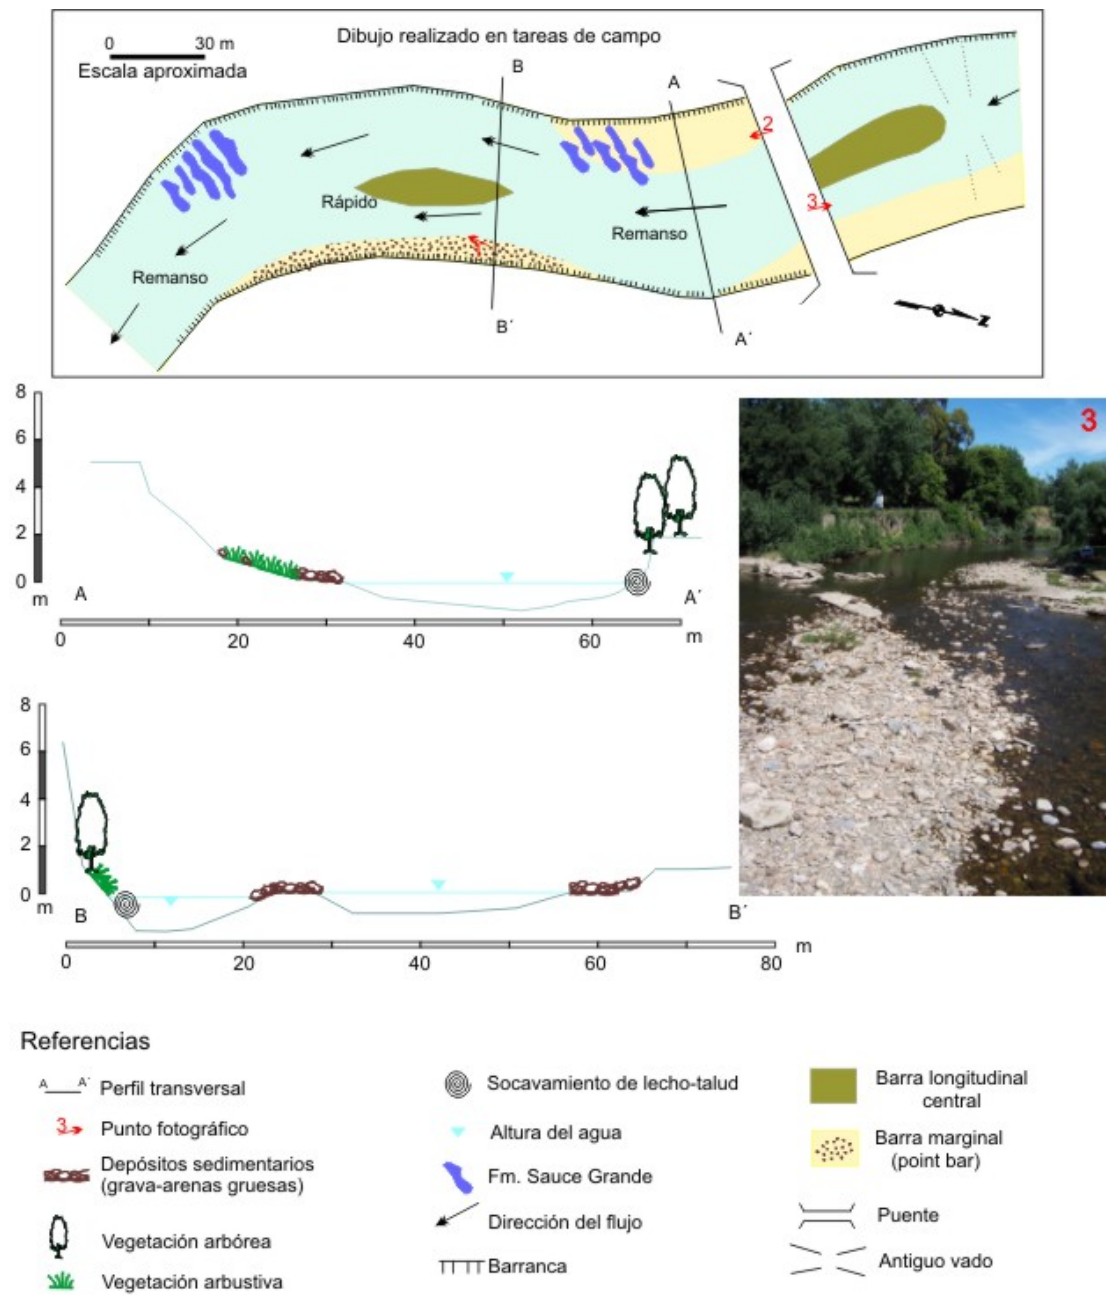 0 30 m
Escala aproximada
Dibujo realizado en tareas de campo
B
A
2
3
Rápido
1
Remanso
Remanso
B´
A´
Z
8
6
4
2
0
m
A
A´
0 20 40 60 m
3
8
6
4
2
0
m
B
B´
0 20 40 60 80 m
Referencias
A A´ Perfil transversal
3 Punto fotográfico
Depósitos sedimentarios
(grava-arenas gruesas)
Vegetación arbórea
Vegetación arbustiva
Socavamiento de lecho-talud
Altura del agua
Fm. Sauce Grande
Dirección del flujo
Barranca
Barra longitudinal
central
Barra marginal
(point bar)
Puente
Antiguo vado